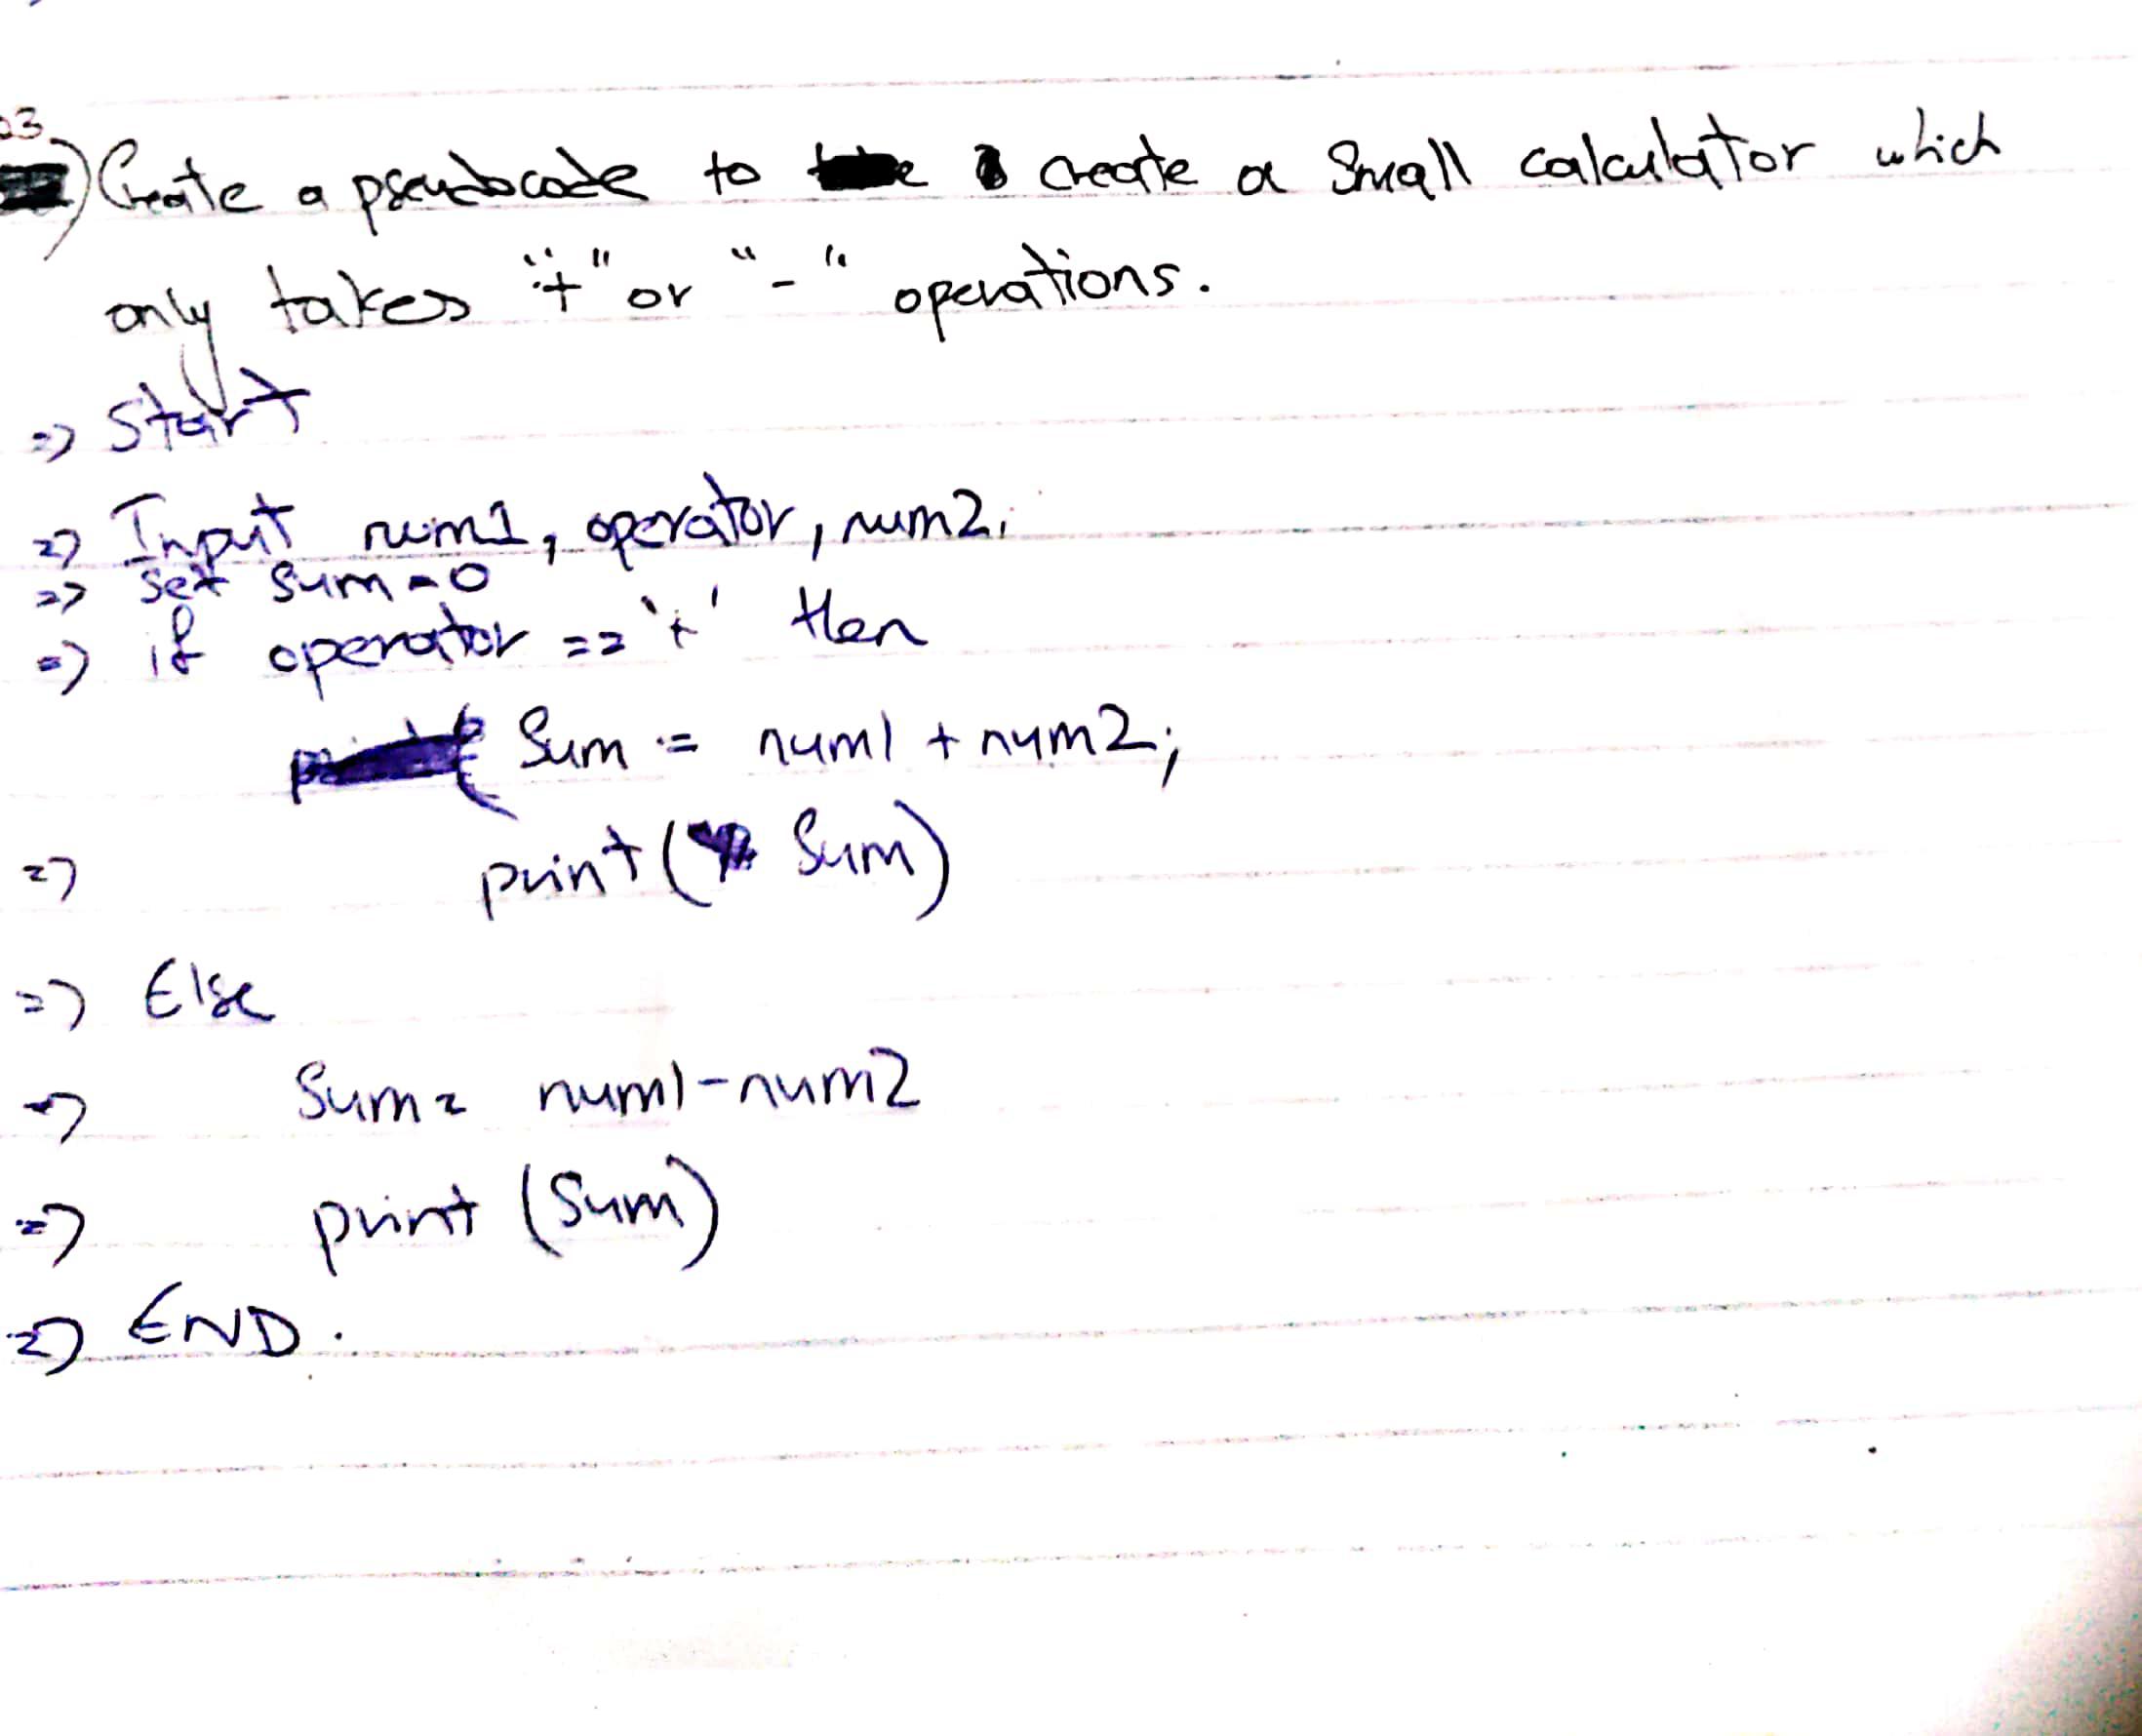 03) Create a pseudocode to create a Small calculator which
only takes "+" or "-" operations.
=> Start
=> Input num1, operator, num2;
=> set sum = 0
=> if operator == '+' then
Sum = num1 + num2;
=> print( Sum)
=> Else
=> Sum = num1-num2
=> print (Sum)
=> END.